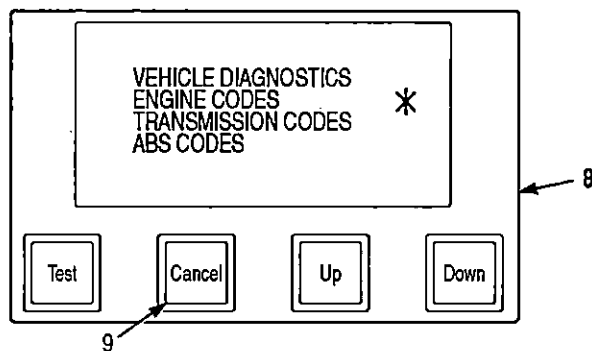 VEHICLE DIAGNOSTICS
ENGINE CODES *
TRANSMISSION CODES
ABS CODES
8
Test Cancel Up Down
9